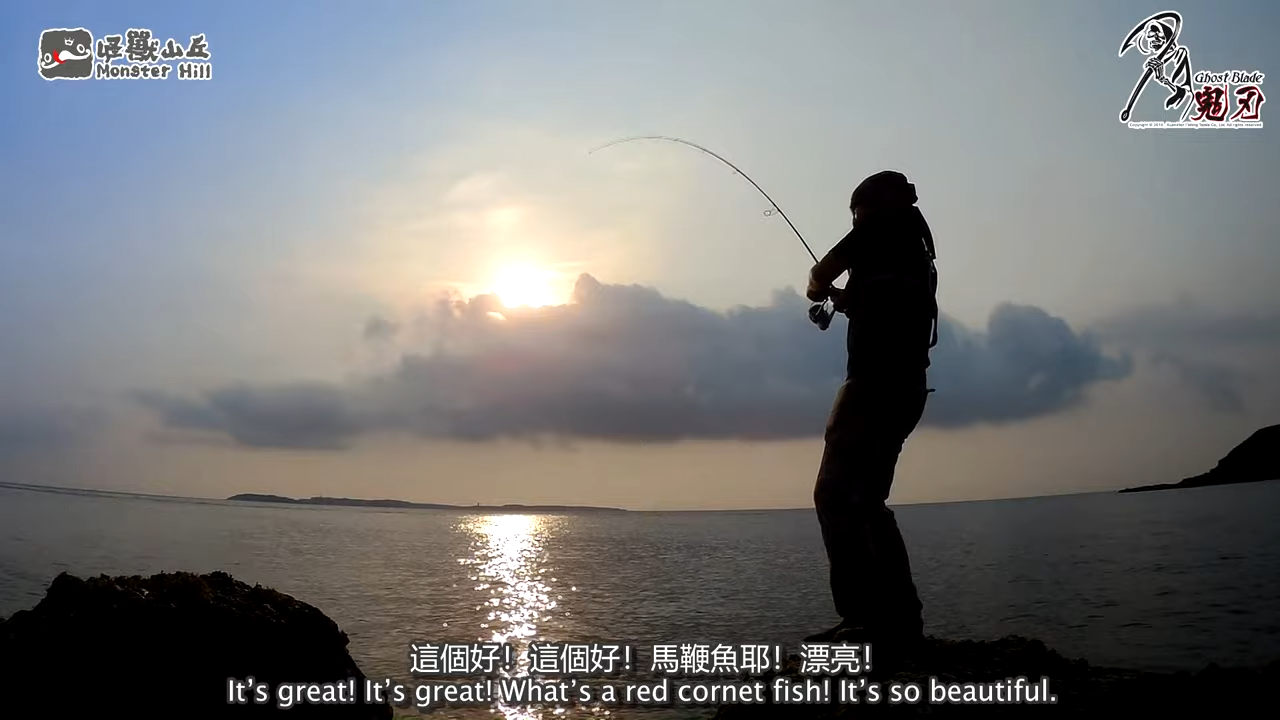 怪獸山丘
Monster Hill
Ghost Blade
鬼刃
這個好！這個好！馬鞭魚耶！漂亮！
It's great! It's great! What's a red cornet fish! It's so beautiful.